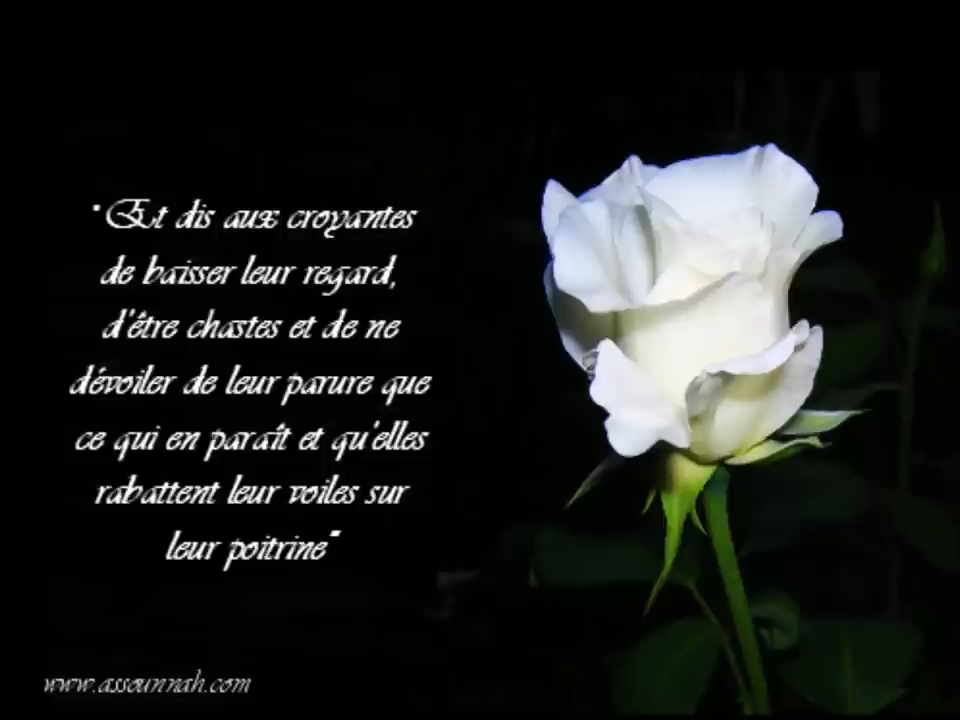 "Et dis aux croyantes
de baisser leur regard,
d'être chastes et de ne
dévoiler de leur parure que
ce qui en paraît et qu'elles
rabattent leur voiles sur
leur poitrine"
www.assounnah.com